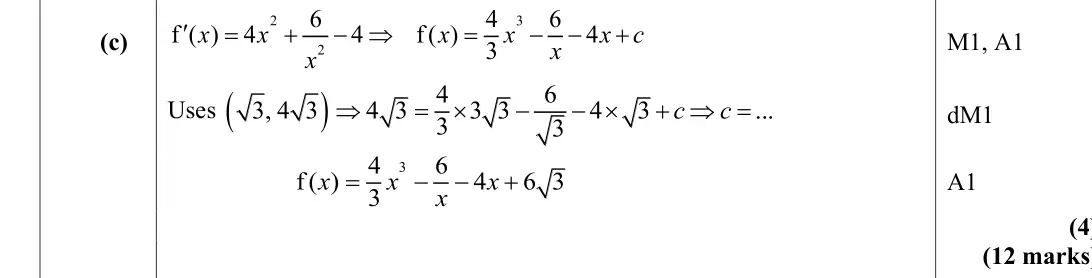 (c) f′(x) = 4x² + 6/x² − 4 ⇒ f(x) = 4/3 x³ − 6/x − 4x + c M1, A1
Uses (√3, 4√3) ⇒ 4√3 = 4/3 × 3√3 − 6/√3 − 4 × √3 + c ⇒ c = ... dM1
f(x) = 4/3 x³ − 6/x − 4x + 6√3 A1
(4)
(12 marks)